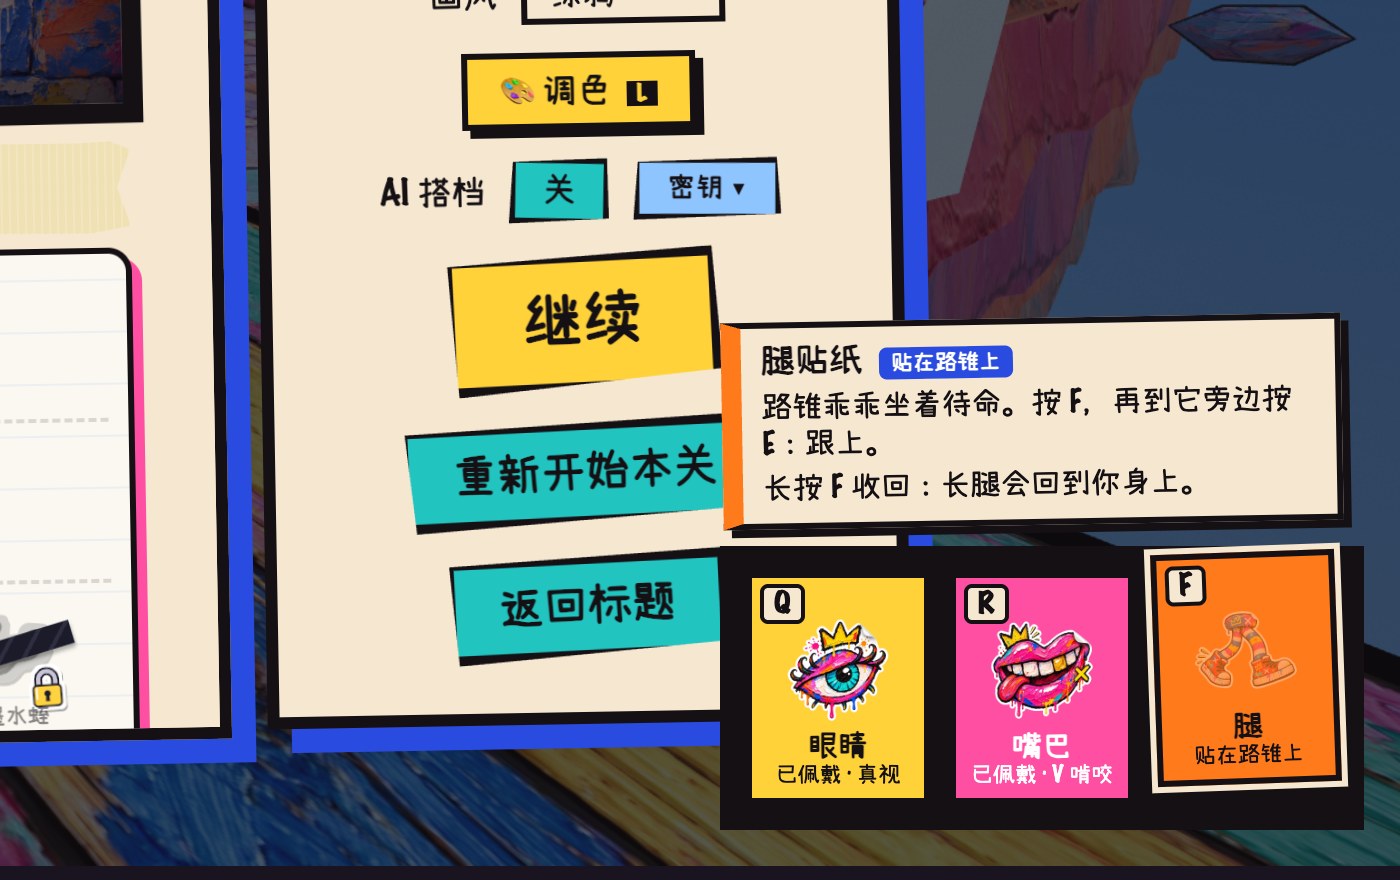 调色 L
AI 搭档 关 密钥 ▾
继续
重新开始本关
返回标题
腿贴纸 贴在路锥上
路锥乖乖坐着待命。按 F，再到它旁边按
E：跟上。
长按 F 收回：长腿会回到你身上。
Q
眼睛
已佩戴·真视
R
嘴巴
已佩戴·V 啃咬
F
腿
贴在路锥上
水蛭